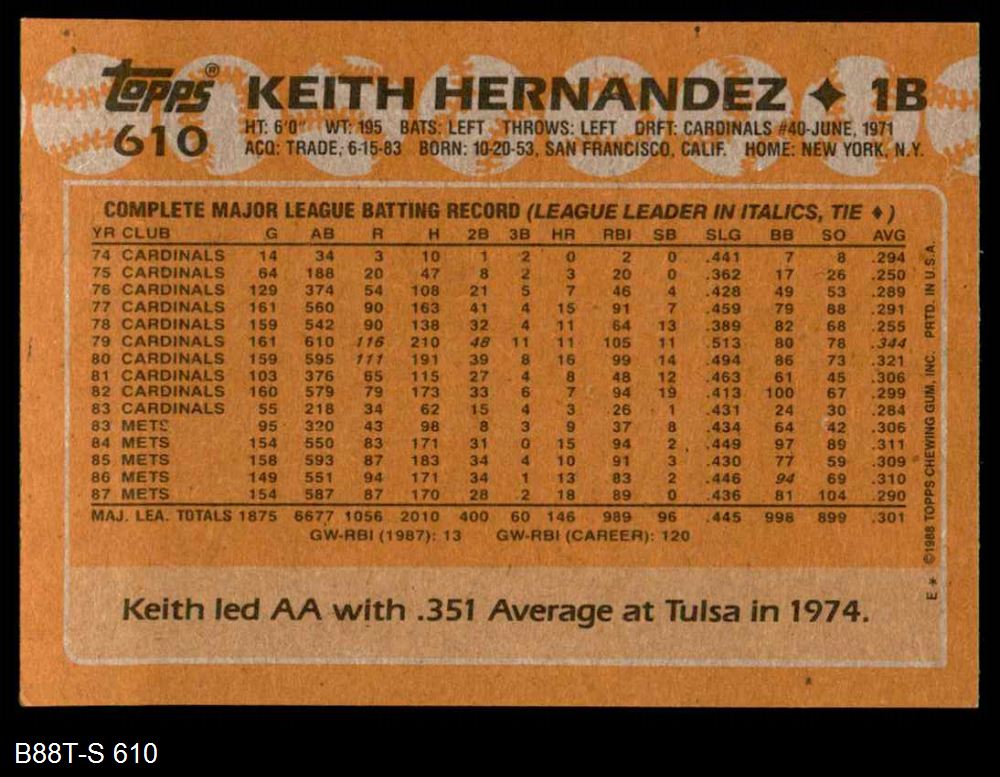 Topps® KEITH HERNANDEZ ✦ 1B
610 HT: 6'0" WT: 195 BATS: LEFT THROWS: LEFT DRFT: CARDINALS #40-JUNE, 1971
ACQ: TRADE, 6-15-83 BORN: 10-20-53, SAN FRANCISCO, CALIF. HOME: NEW YORK, N.Y.
COMPLETE MAJOR LEAGUE BATTING RECORD (LEAGUE LEADER IN ITALICS, TIE ♦)
YR CLUB G AB R H 2B 3B HR RBI SB SLG BB SO AVG
74 CARDINALS 14 34 3 10 1 2 0 2 0 .441 7 8 .294
75 CARDINALS 64 188 20 47 8 2 3 20 0 .362 17 26 .250
76 CARDINALS 129 374 54 108 21 5 7 46 4 .428 49 53 .289
77 CARDINALS 161 560 90 163 41 4 15 91 7 .459 79 88 .291
78 CARDINALS 159 542 90 138 32 4 11 64 13 .389 82 68 .255
79 CARDINALS 161 610 116 210 48 11 11 105 11 .513 80 78 .344
80 CARDINALS 159 595 111 191 39 8 16 99 14 .494 86 73 .321
81 CARDINALS 103 376 65 115 27 4 8 48 12 .463 61 45 .306
82 CARDINALS 160 579 79 173 33 6 7 94 19 .413 100 67 .299
83 CARDINALS 55 218 34 62 15 4 3 26 1 .431 24 30 .284
83 METS 95 320 43 98 8 3 9 37 8 .434 64 42 .306
84 METS 154 550 83 171 31 0 15 94 2 .449 97 89 .311
85 METS 158 593 87 183 34 4 10 91 3 .430 77 59 .309
86 METS 149 551 94 171 34 1 13 83 2 .446 94 69 .310
87 METS 154 587 87 170 28 2 18 89 0 .436 81 104 .290
MAJ. LEA. TOTALS 1875 6677 1056 2010 400 60 146 989 96 .445 998 899 .301
GW-RBI (1987): 13 GW-RBI (CAREER): 120
Keith led AA with .351 Average at Tulsa in 1974.
E* ©1988 TOPPS CHEWING GUM, INC. PRTD. IN U.S.A.
B88T-S 610